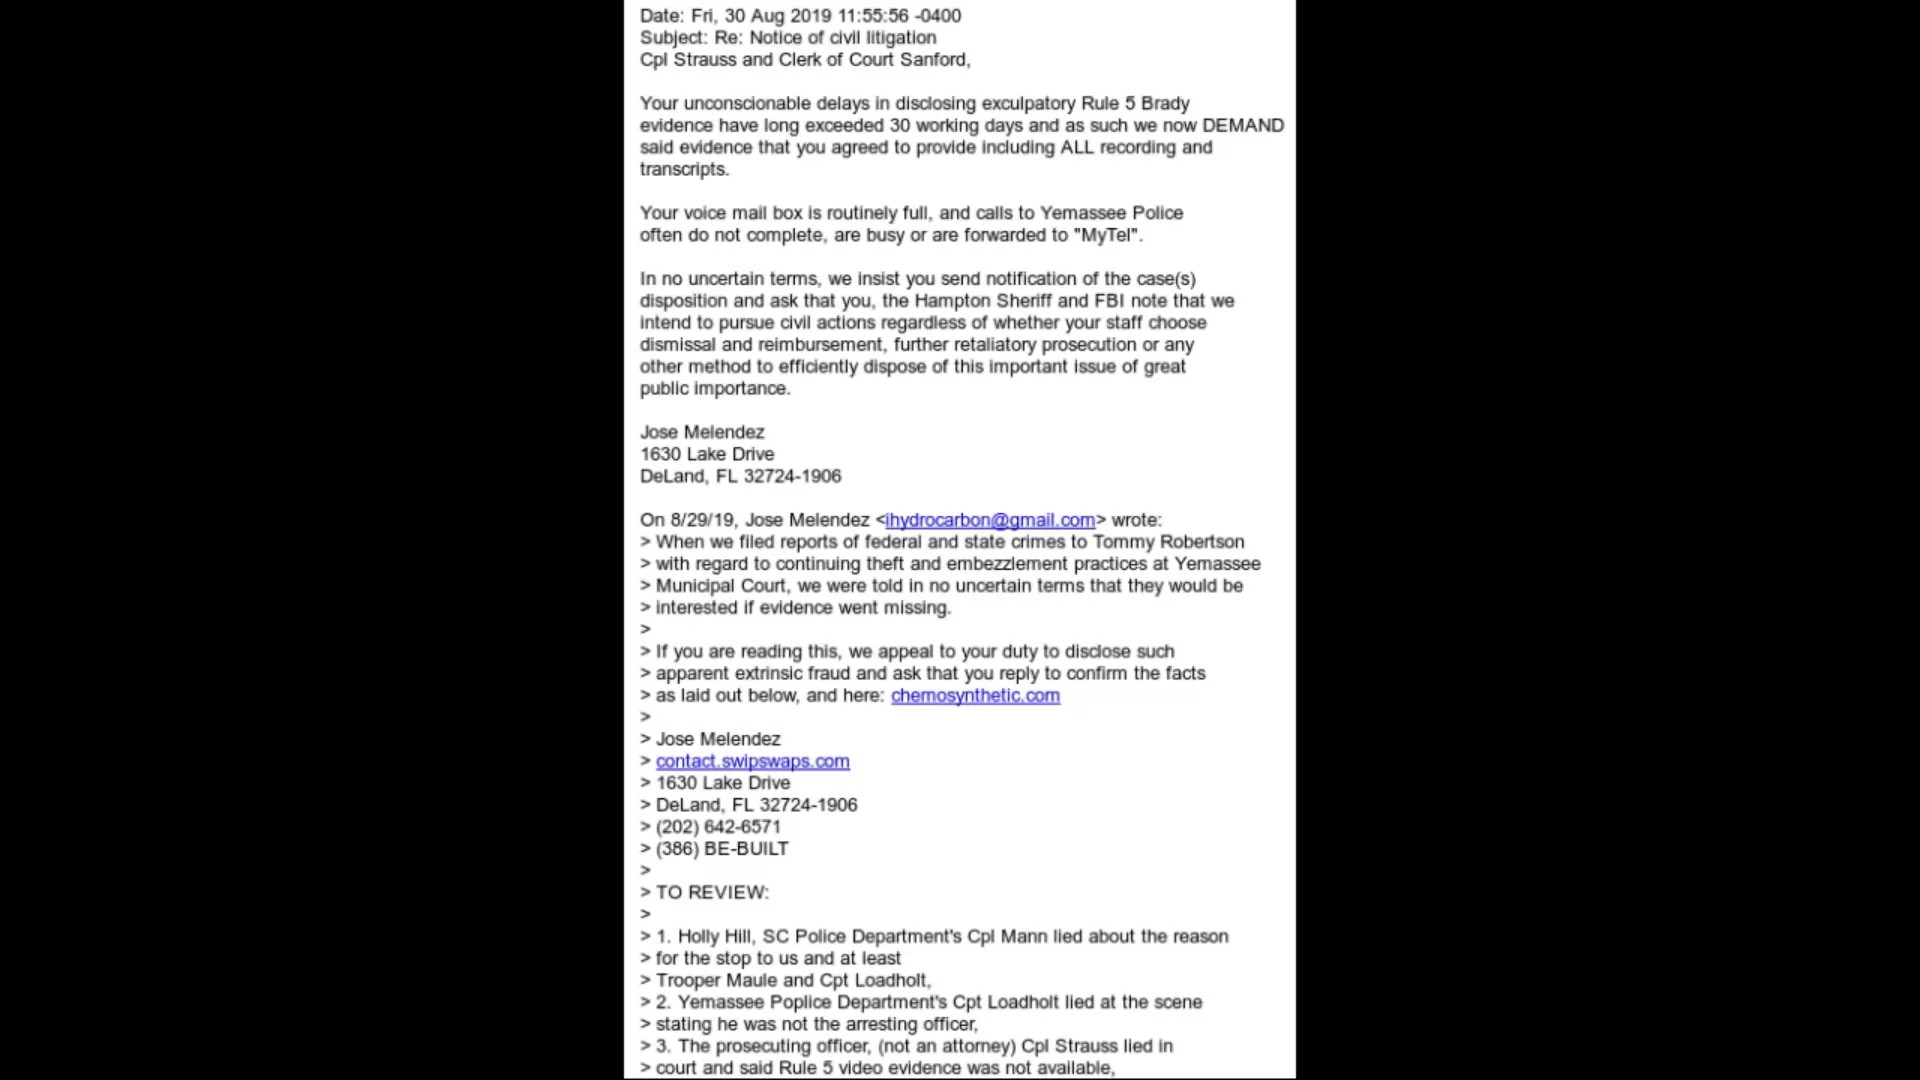 Date: Fri, 30 Aug 2019 11:55:56 -0400
Subject: Re: Notice of civil litigation
Cpl Strauss and Clerk of Court Sanford,
Your unconscionable delays in disclosing exculpatory Rule 5 Brady
evidence have long exceeded 30 working days and as such we now DEMAND
said evidence that you agreed to provide including ALL recording and
transcripts.
Your voice mail box is routinely full, and calls to Yemassee Police
often do not complete, are busy or are forwarded to "MyTel".
In no uncertain terms, we insist you send notification of the case(s)
disposition and ask that you, the Hampton Sheriff and FBI note that we
intend to pursue civil actions regardless of whether your staff choose
dismissal and reimbursement, further retaliatory prosecution or any
other method to efficiently dispose of this important issue of great
public importance.
Jose Melendez
1630 Lake Drive
DeLand, FL 32724-1906
On 8/29/19, Jose Melendez <ihydrocarbon@gmail.com> wrote:
> When we filed reports of federal and state crimes to Tommy Robertson
> with regard to continuing theft and embezzlement practices at Yemassee
> Municipal Court, we were told in no uncertain terms that they would be
> interested if evidence went missing.
>
> If you are reading this, we appeal to your duty to disclose such
> apparent extrinsic fraud and ask that you reply to confirm the facts
> as laid out below, and here: chemosynthetic.com
>
> Jose Melendez
> contact.swipswaps.com
> 1630 Lake Drive
> DeLand, FL 32724-1906
> (202) 642-6571
> (386) BE-BUILT
>
> TO REVIEW:
>
> 1. Holly Hill, SC Police Department's Cpl Mann lied about the reason
> for the stop to us and at least
> Trooper Maule and Cpt Loadholt,
> 2. Yemassee Poplice Department's Cpt Loadholt lied at the scene
> stating he was not the arresting officer,
> 3. The prosecuting officer, (not an attorney) Cpl Strauss lied in
> court and said Rule 5 video evidence was not available,